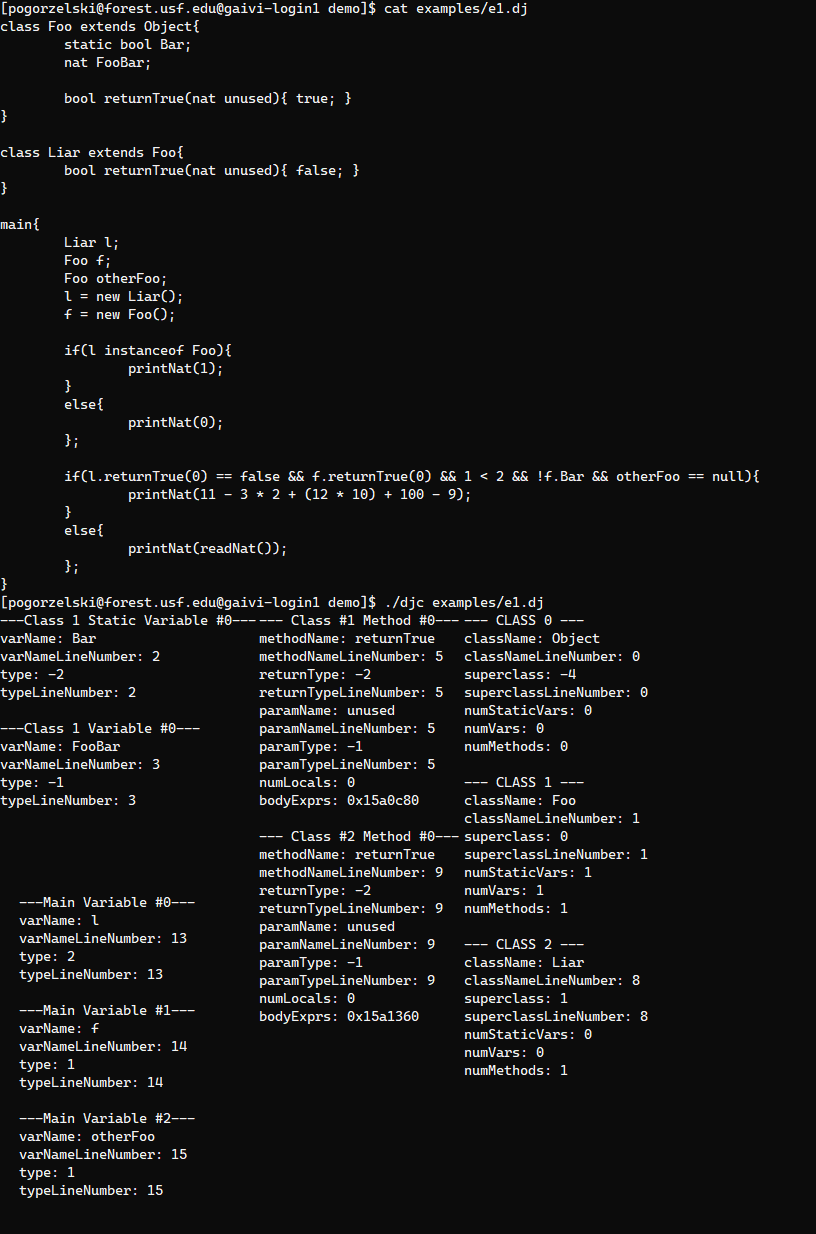 [pogorzelski@forest.usf.edu@gaivi-login1 demo]$ cat examples/e1.dj
class Foo extends Object{
        static bool Bar;
        nat FooBar;

        bool returnTrue(nat unused){ true; }
}

class Liar extends Foo{
        bool returnTrue(nat unused){ false; }
}

main{
        Liar l;
        Foo f;
        Foo otherFoo;
        l = new Liar();
        f = new Foo();

        if(l instanceof Foo){
                printNat(1);
        }
        else{
                printNat(0);
        };

        if(l.returnTrue(0) == false && f.returnTrue(0) && 1 < 2 && !f.Bar && otherFoo == null){
                printNat(11 - 3 * 2 + (12 * 10) + 100 - 9);
        }
        else{
                printNat(readNat());
        };
}
[pogorzelski@forest.usf.edu@gaivi-login1 demo]$ ./djc examples/e1.dj
---Class 1 Static Variable #0---
varName: Bar
varNameLineNumber: 2
type: -2
typeLineNumber: 2

---Class 1 Variable #0---
varName: FooBar
varNameLineNumber: 3
type: -1
typeLineNumber: 3

---Main Variable #0---
varName: l
varNameLineNumber: 13
type: 2
typeLineNumber: 13

---Main Variable #1---
varName: f
varNameLineNumber: 14
type: 1
typeLineNumber: 14

---Main Variable #2---
varName: otherFoo
varNameLineNumber: 15
type: 1
typeLineNumber: 15

--- Class #1 Method #0---
methodName: returnTrue
methodNameLineNumber: 5
returnType: -2
returnTypeLineNumber: 5
paramName: unused
paramNameLineNumber: 5
paramType: -1
paramTypeLineNumber: 5
numLocals: 0
bodyExprs: 0x15a0c80

--- Class #2 Method #0---
methodName: returnTrue
methodNameLineNumber: 9
returnType: -2
returnTypeLineNumber: 9
paramName: unused
paramNameLineNumber: 9
paramType: -1
paramTypeLineNumber: 9
numLocals: 0
bodyExprs: 0x15a1360

--- CLASS 0 ---
className: Object
classNameLineNumber: 0
superclass: -4
superclassLineNumber: 0
numStaticVars: 0
numVars: 0
numMethods: 0

--- CLASS 1 ---
className: Foo
classNameLineNumber: 1
superclass: 0
superclassLineNumber: 1
numStaticVars: 1
numVars: 1
numMethods: 1

--- CLASS 2 ---
className: Liar
classNameLineNumber: 8
superclass: 1
superclassLineNumber: 8
numStaticVars: 0
numVars: 0
numMethods: 1